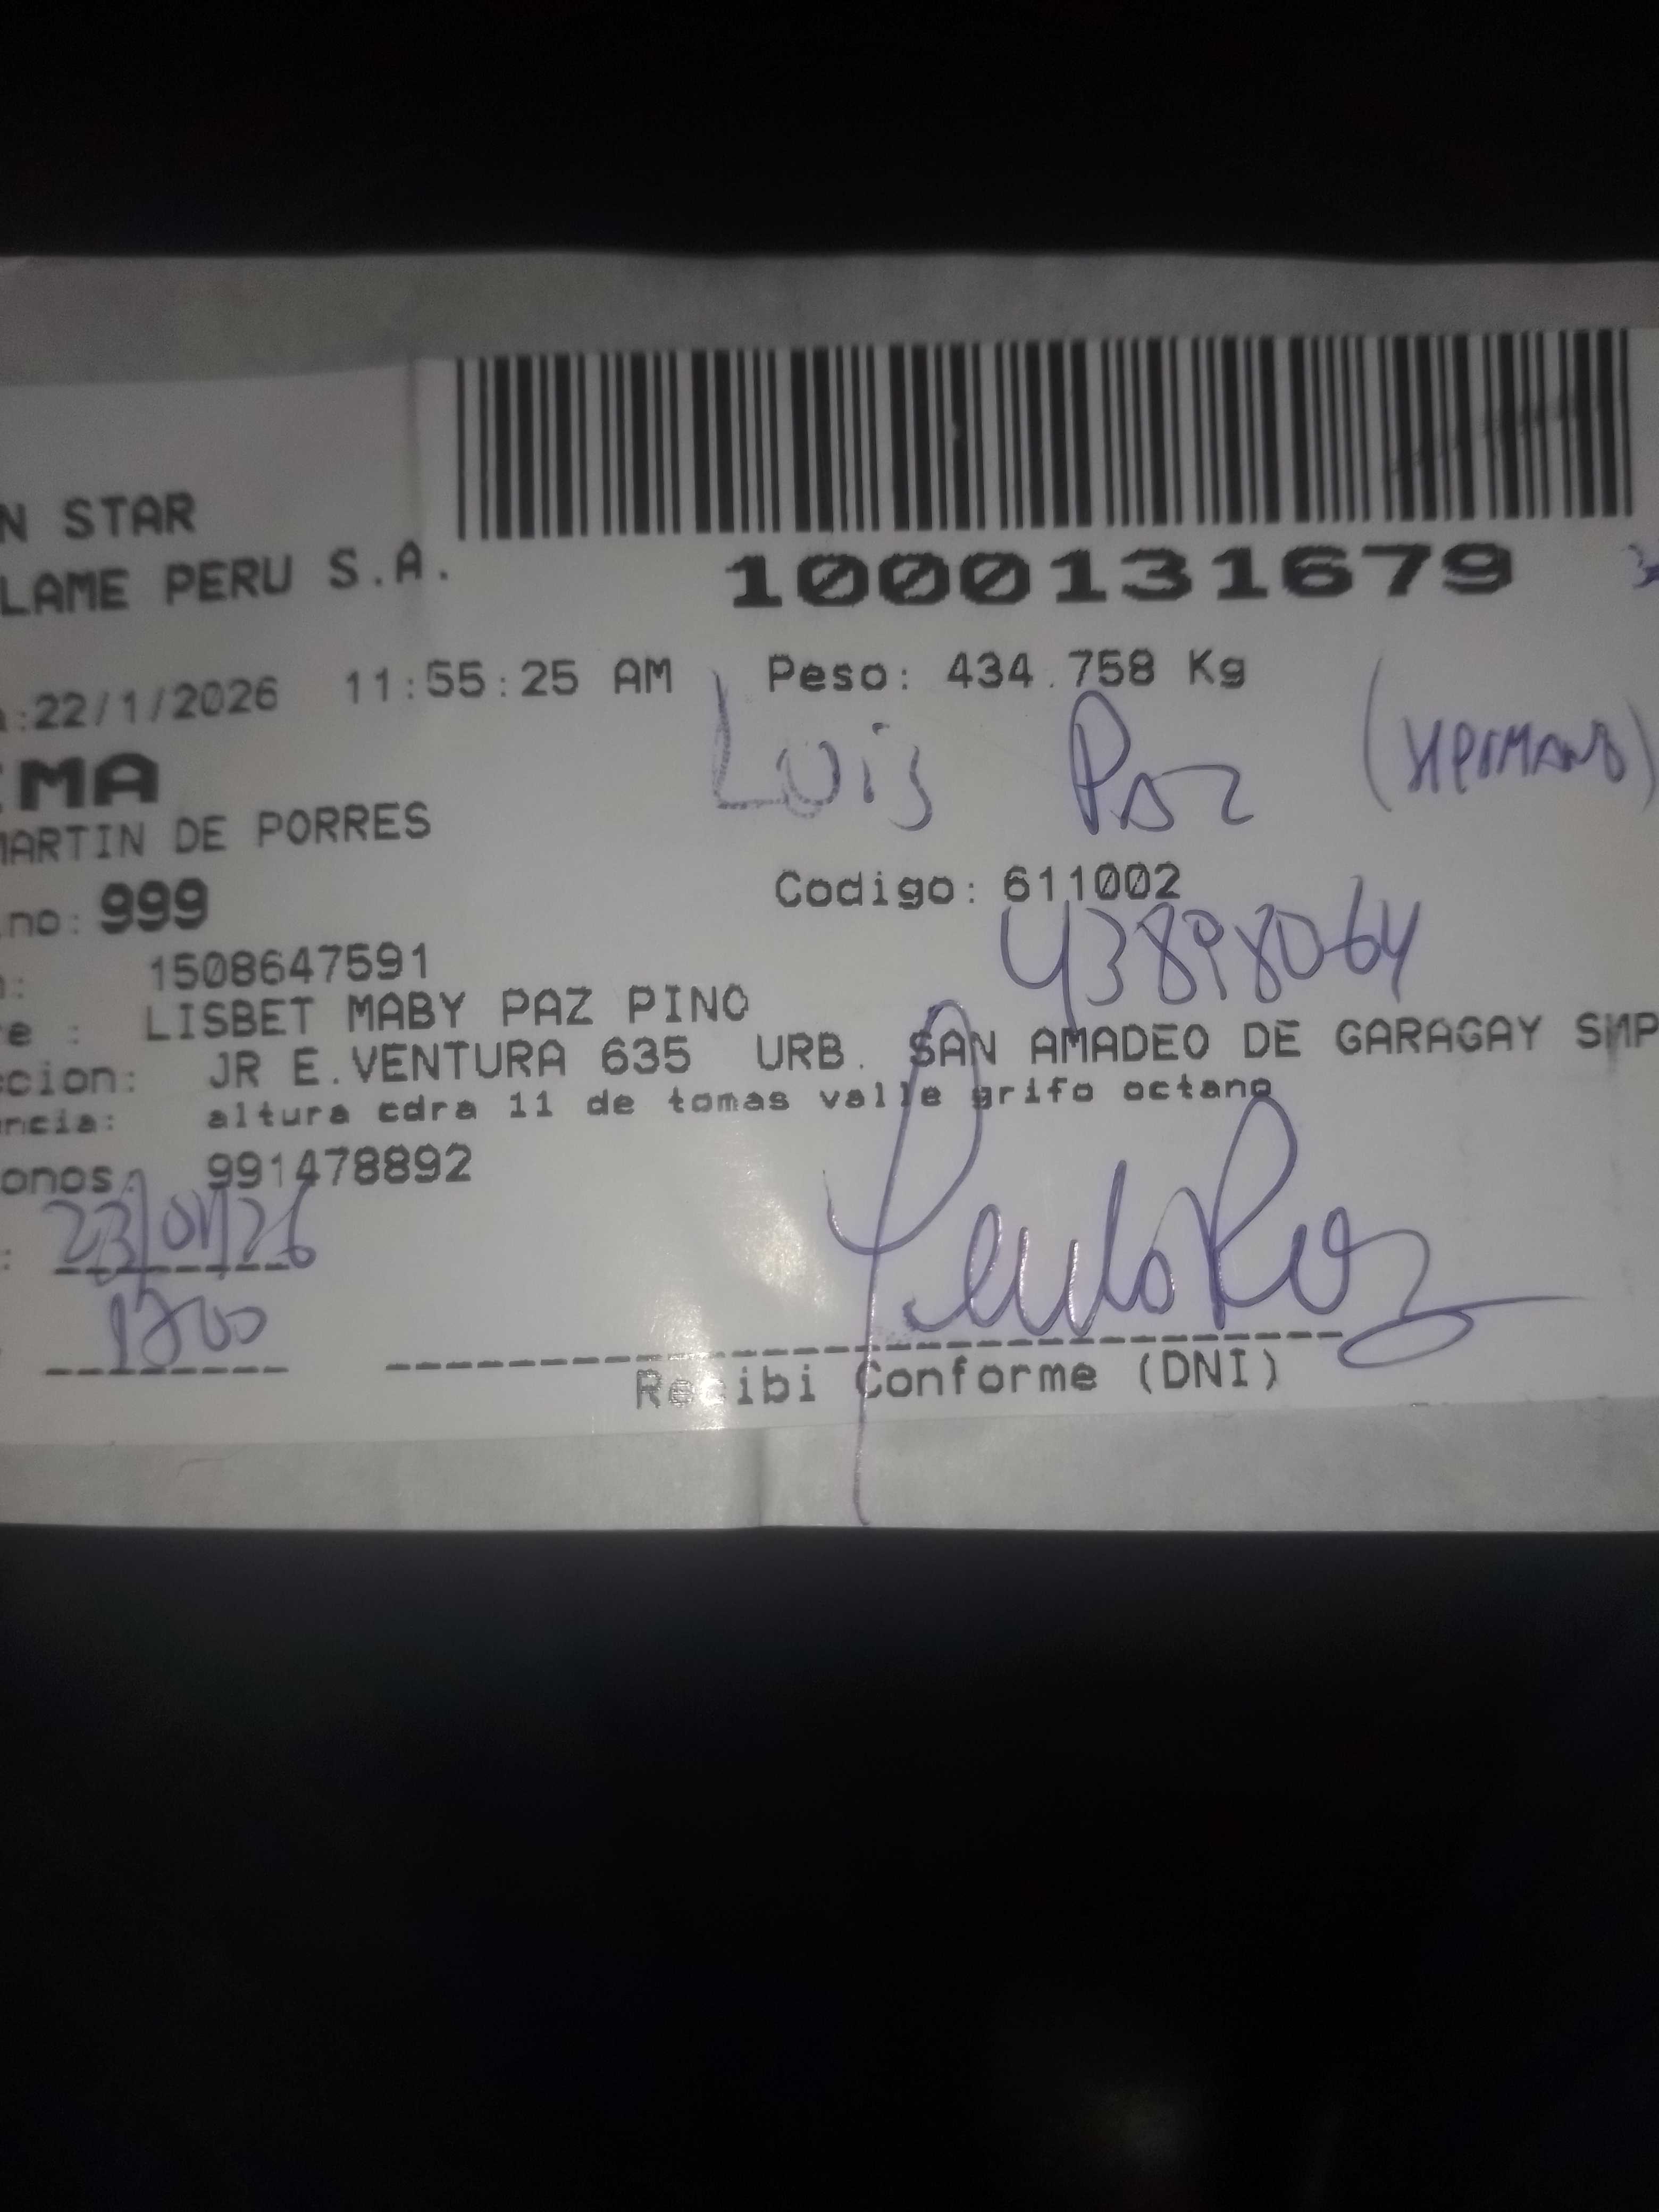 N STAR
LAME PERU S.A.
1000131679
:22/1/2026 11:55:25 AM Peso: 434.758 Kg
MA
Luis Paz (Hermano)
MARTIN DE PORRES
no: 999
Codigo: 611002
43898064
: 1508647591
e : LISBET MABY PAZ PINO
ccion: JR E.VENTURA 635 URB. SAN AMADEO DE GARAGAY SMP
ncia: altura cdra 11 de tomas valle grifo octano
onos. 991478892
: 23/01/26
Recibi Conforme (DNI)